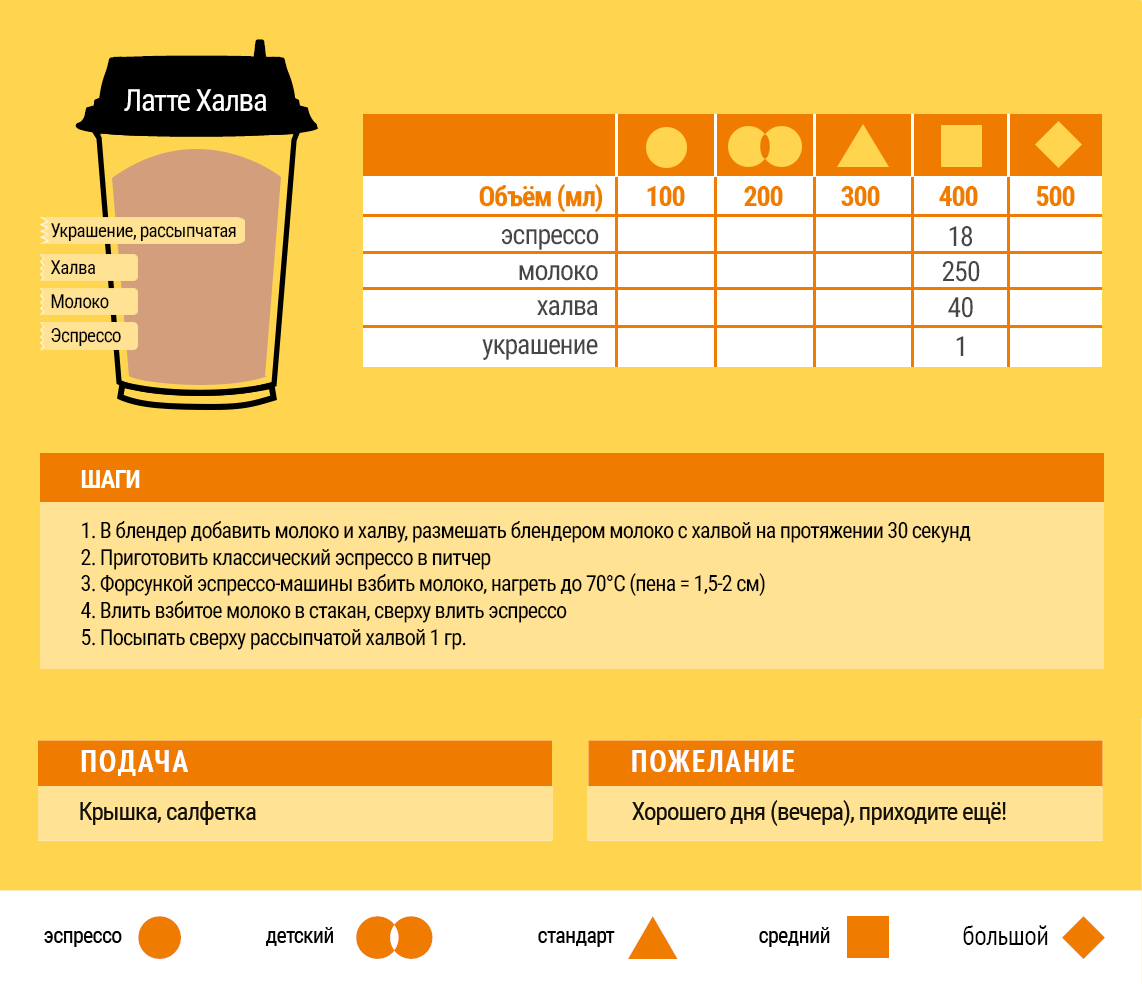 Латте Халва
Украшение, рассыпчатая
Халва
Молоко
Эспрессо
Объём (мл) 100 200 300 400 500
эспрессо 18
молоко 250
халва 40
украшение 1
ШАГИ
1. В блендер добавить молоко и халву, размешать блендером молоко с халвой на протяжении 30 секунд
2. Приготовить классический эспрессо в питчер
3. Форсункой эспрессо-машины взбить молоко, нагреть до 70°С (пена = 1,5-2 см)
4. Влить взбитое молоко в стакан, сверху влить эспрессо
5. Посыпать сверху рассыпчатой халвой 1 гр.
ПОДАЧА
Крышка, салфетка
ПОЖЕЛАНИЕ
Хорошего дня (вечера), приходите ещё!
эспрессо детский стандарт средний большой